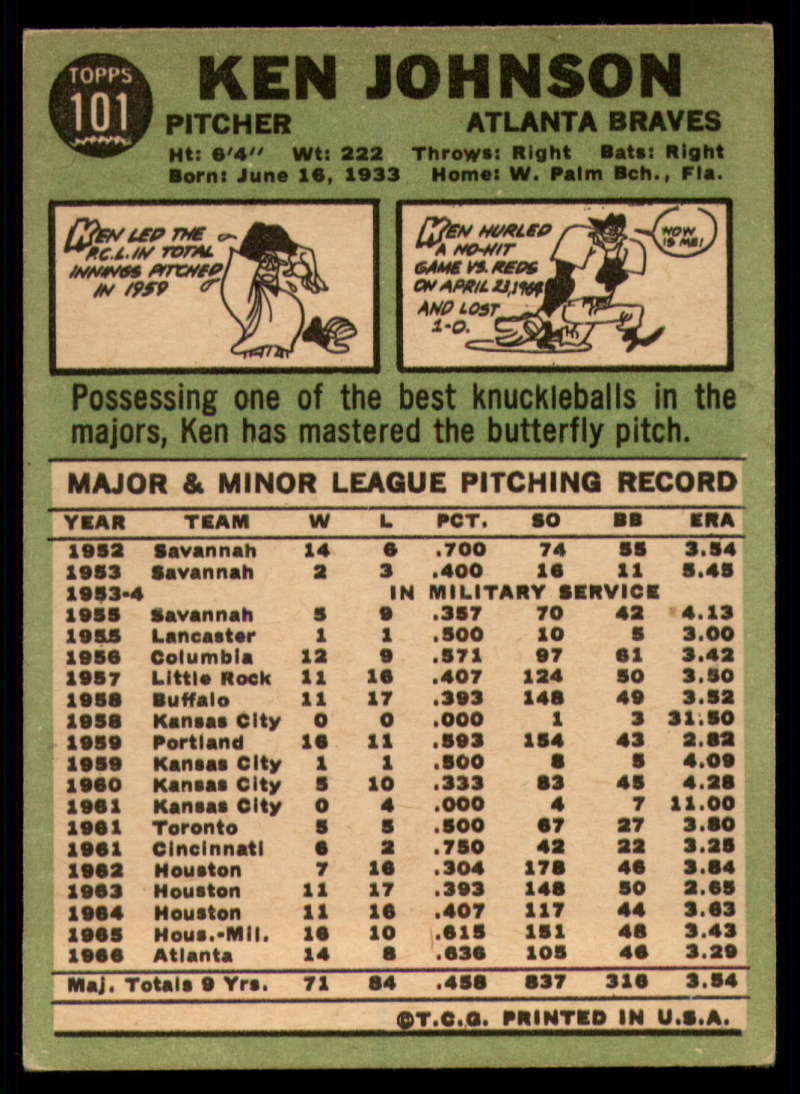 TOPPS
101
KEN JOHNSON
PITCHER ATLANTA BRAVES
Ht: 6'4" Wt: 222 Throws: Right Bats: Right
Born: June 16, 1933 Home: W. Palm Bch., Fla.
KEN LED THE
P.C.L. IN TOTAL
INNINGS PITCHED
IN 1959
KEN HURLED
A NO-HIT
GAME VS. REDS
ON APRIL 23, 1964
AND LOST
1-0.
NOW
IS ME!
Possessing one of the best knuckleballs in the
majors, Ken has mastered the butterfly pitch.
MAJOR & MINOR LEAGUE PITCHING RECORD
YEAR TEAM W L PCT. SO BB ERA
1952 Savannah 14 6 .700 74 55 3.54
1953 Savannah 2 3 .400 16 11 5.45
1953-4 IN MILITARY SERVICE
1955 Savannah 5 9 .357 70 42 4.13
1955 Lancaster 1 1 .500 10 5 3.00
1956 Columbia 12 9 .571 97 61 3.42
1957 Little Rock 11 16 .407 124 50 3.50
1958 Buffalo 11 17 .393 148 49 3.52
1958 Kansas City 0 0 .000 1 3 31.50
1959 Portland 16 11 .593 154 43 2.82
1959 Kansas City 1 1 .500 8 5 4.09
1960 Kansas City 5 10 .333 83 45 4.28
1961 Kansas City 0 4 .000 4 7 11.00
1961 Toronto 5 5 .500 67 27 3.80
1961 Cincinnati 6 2 .750 42 22 3.25
1962 Houston 7 16 .304 178 46 3.84
1963 Houston 11 17 .393 148 50 2.65
1964 Houston 11 16 .407 117 44 3.63
1965 Hous.-Mil. 16 10 .615 151 48 3.43
1966 Atlanta 14 8 .636 105 46 3.29
Maj. Totals 9 Yrs. 71 84 .458 837 316 3.54
©T.C.G. PRINTED IN U.S.A.